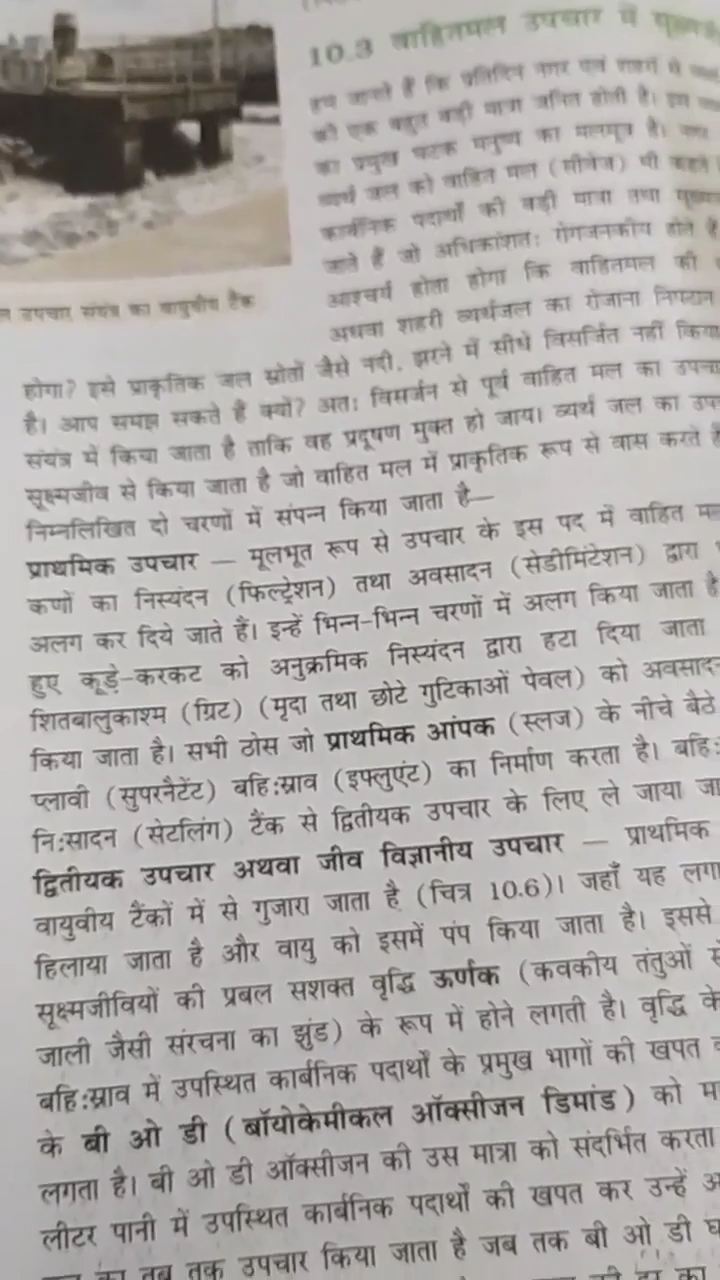 10.3 वाहितमल उपचार में
हम जानते हैं कि प्रतिदिन नगर एवं शहरों से
की एक बहुत बड़ी मात्रा जनित होती है। इस
का प्रमुख घटक मनुष्य का मलमूत्र है।
व्यर्थ जल को वाहित मल (सीवेज) भी कहते
कार्बनिक पदार्थों की बड़ी मात्रा तथा
जाते हैं जो अधिकांशतः रोगजनकीय होते
आश्चर्य होता होगा कि वाहितमल की
अथवा शहरी व्यर्थजल का रोजाना निपटान
उपचार संयंत्र का वायुवीय टैंक
होगा? इसे प्राकृतिक जल स्रोतों जैसे नदी, झरने में सीधे विसर्जित नहीं किया
है। आप समझ सकते हैं क्यों? अतः विसर्जन से पूर्व वाहित मल का उपचा
संयंत्र में किया जाता है ताकि वह प्रदूषण मुक्त हो जाय। व्यर्थ जल का उप
सूक्ष्मजीव से किया जाता है जो वाहित मल में प्राकृतिक रूप से वास करते
निम्नलिखित दो चरणों में संपन्न किया जाता है—
प्राथमिक उपचार — मूलभूत रूप से उपचार के इस पद में वाहित
कणों का निस्यंदन (फिल्ट्रेशन) तथा अवसादन (सेडीमिंटेशन) द्वारा
अलग कर दिये जाते हैं। इन्हें भिन्न-भिन्न चरणों में अलग किया जाता है
हुए कूड़े-करकट को अनुक्रमिक निस्यंदन द्वारा हटा दिया जाता
शितबालुकाश्म (ग्रिट) (मृदा तथा छोटे गुटिकाओं पेवल) को अवसादन
किया जाता है। सभी ठोस जो प्राथमिक आंपक (स्लज) के नीचे बैठे
प्लावी (सुपरनैटेंट) बहिःस्राव (इफ्लुएंट) का निर्माण करता है। बहिः
निःसादन (सेटलिंग) टैंक से द्वितीयक उपचार के लिए ले जाया जा
द्वितीयक उपचार अथवा जीव विज्ञानीय उपचार — प्राथमिक
वायुवीय टैंकों में से गुजारा जाता है (चित्र 10.6)। जहाँ यह लगा
हिलाया जाता है और वायु को इसमें पंप किया जाता है। इससे
सूक्ष्मजीवियों की प्रबल सशक्त वृद्धि ऊर्णक (कवकीय तंतुओं से
जाली जैसी संरचना का झुंड) के रूप में होने लगती है। वृद्धि के
बहिःस्राव में उपस्थित कार्बनिक पदार्थों के प्रमुख भागों की खपत
के बी ओ डी (बॉयोकेमीकल ऑक्सीजन डिमांड) को
लगता है। बी ओ डी ऑक्सीजन की उस मात्रा को संदर्भित करता
लीटर पानी में उपस्थित कार्बनिक पदार्थों की खपत कर उन्हें
का तब तक उपचार किया जाता है जब तक बी ओ डी